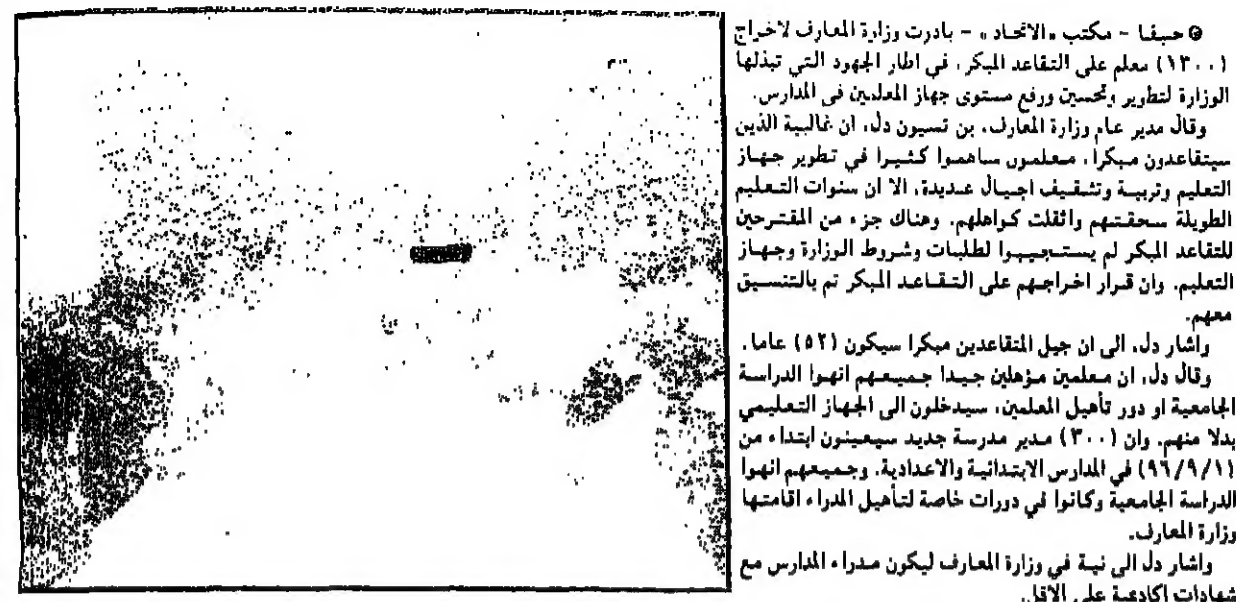 حيفا - مكتب «الاتحاد» - بادرت وزارة المعارف لاخراج
(١٣٠٠) معلم على التقاعد المبكر، في اطار الجهود التي تبذلها
الوزارة لتطوير وتحسين ورفع مستوى جهاز المعلمين في المدارس.
وقال مدير عام وزارة المعارف، بن تسيون دل، ان غالبية الذين
سيتقاعدون مبكرا، معلمون ساهموا كثيرا في تطوير جهاز
التعليم وتربية وتثقيف اجيال عديدة، الا ان سنوات التعليم
الطويلة سحقتهم واثقلت كواهلهم. وهناك جزء من المقترحين
للتقاعد المبكر لم يستجيبوا لطلبات وشروط الوزارة وجهاز
التعليم. وان قرار اخراجهم على التقاعد المبكر تم بالتنسيق
معهم.
واشار دل، الى ان جيل المتقاعدين مبكرا سيكون (٥٢) عاما.
وقال دل، ان معلمين مؤهلين جيدا جميعهم انهوا الدراسة
الجامعية او دور تأهيل المعلمين، سيدخلون الى الجهاز التعليمي
بدلا منهم. وان (٣٠٠) مدير مدرسة جديد سيعينون ابتداء من
(٩٦/٩/١) في المدارس الابتدائية والاعدادية. وجميعهم انهوا
الدراسة الجامعية وكانوا في دورات خاصة لتأهيل المدراء اقامتها
وزارة المعارف.
واشار دل الى نية في وزارة المعارف ليكون مدراء المدارس مع
شهادات اكاديمية على الاقل.